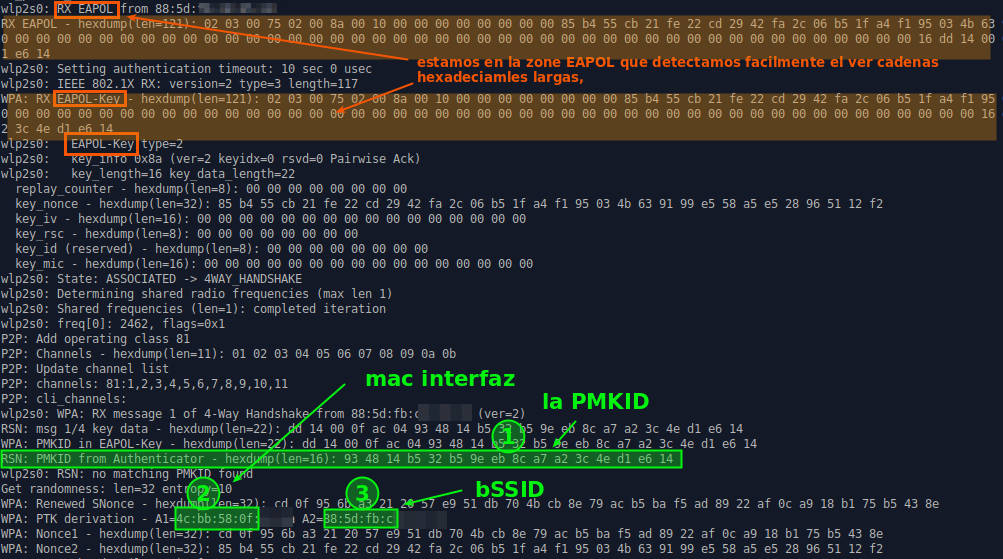 wlp2s0: RX EAPOL from 88:5d:
RX EAPOL - hexdump(len=121): 02 03 00 75 02 00 8a 00 10 00 00 00 00 00 00 00 00 85 b4 55 cb 21 fe 22 cd 29 42 fa 2c 06 b5 1f a4 f1 95 03 4b 63
0 00 00 00 00 00 00 00 00 00 00 00 00 00 00 00 00 00 00 00 00 00 00 00 00 00 00 00 00 00 00 00 00 00 00 00 00 00 00 00 00 00 16 dd 14 00
1 e6 14
estamos en la zone EAPOL que detectamos facilmente el ver cadenas
hexadeciamles largas,
wlp2s0: Setting authentication timeout: 10 sec 0 usec
wlp2s0: IEEE 802.1X RX: version=2 type=3 length=117
WPA: RX EAPOL-Key - hexdump(len=121): 02 03 00 75 02 00 8a 00 10 00 00 00 00 00 00 00 00 85 b4 55 cb 21 fe 22 cd 29 42 fa 2c 06 b5 1f a4 f1 95
0 00 00 00 00 00 00 00 00 00 00 00 00 00 00 00 00 00 00 00 00 00 00 00 00 00 00 00 00 00 00 00 00 00 00 00 00 00 00 00 00 00 00 00 00 16
2 3c 4e d1 e6 14
wlp2s0: EAPOL-Key type=2
wlp2s0: key_info 0x8a (ver=2 keyidx=0 rsvd=0 Pairwise Ack)
wlp2s0: key_length=16 key_data_length=22
replay_counter - hexdump(len=8): 00 00 00 00 00 00 00 00
key_nonce - hexdump(len=32): 85 b4 55 cb 21 fe 22 cd 29 42 fa 2c 06 b5 1f a4 f1 95 03 4b 63 91 99 e5 58 a5 e5 28 96 51 12 f2
key_iv - hexdump(len=16): 00 00 00 00 00 00 00 00 00 00 00 00 00 00 00 00
key_rsc - hexdump(len=8): 00 00 00 00 00 00 00 00
key_id (reserved) - hexdump(len=8): 00 00 00 00 00 00 00 00
key_mic - hexdump(len=16): 00 00 00 00 00 00 00 00 00 00 00 00 00 00 00 00
wlp2s0: State: ASSOCIATED -> 4WAY_HANDSHAKE
wlp2s0: Determining shared radio frequencies (max len 1)
wlp2s0: Shared frequencies (len=1): completed iteration
wlp2s0: freq[0]: 2462, flags=0x1
P2P: Add operating class 81
P2P: Channels - hexdump(len=11): 01 02 03 04 05 06 07 08 09 0a 0b
P2P: Update channel list
P2P: channels: 81:1,2,3,4,5,6,7,8,9,10,11
mac interfaz
P2P: cli_channels:
la PMKID
wlp2s0: WPA: RX message 1 of 4-Way Handshake from 88:5d:fb:c (ver=2)
RSN: msg 1/4 key data - hexdump(len=22): dd 14 00 0f ac 04 93 48 14 b5 32 b5 9e eb 8c a7 a2 3c 4e d1 e6 14
1
WPA: PMKID in EAPOL-Key - hexdump(len=22): dd 14 00 0f ac 04 93 48 14 b5 32 b5 9e eb 8c a7 a2 3c 4e d1 e6 14
RSN: PMKID from Authenticator - hexdump(len=16): 93 48 14 b5 32 b5 9e eb 8c a7 a2 3c 4e d1 e6 14
wlp2s0: RSN: no matching PMKID found
Get randomness: len=32 entropy=10
2
3
bSSID
WPA: Renewed SNonce - hexdump(len=32): cd 0f 95 6b a3 21 20 57 e9 51 db 70 4b cb 8e 79 ac b5 ba f5 ad 89 22 af 0c a9 18 b1 75 b5 43 8e
WPA: PTK derivation - A1=4c:bb:58:0f: A2=88:5d:fb:c
WPA: Nonce1 - hexdump(len=32): cd 0f 95 6b a3 21 20 57 e9 51 db 70 4b cb 8e 79 ac b5 ba f5 ad 89 22 af 0c a9 18 b1 75 b5 43 8e
WPA: Nonce2 - hexdump(len=32): 85 b4 55 cb 21 fe 22 cd 29 42 fa 2c 06 b5 1f a4 f1 95 03 4b 63 91 99 e5 58 a5 e5 28 96 51 12 f2